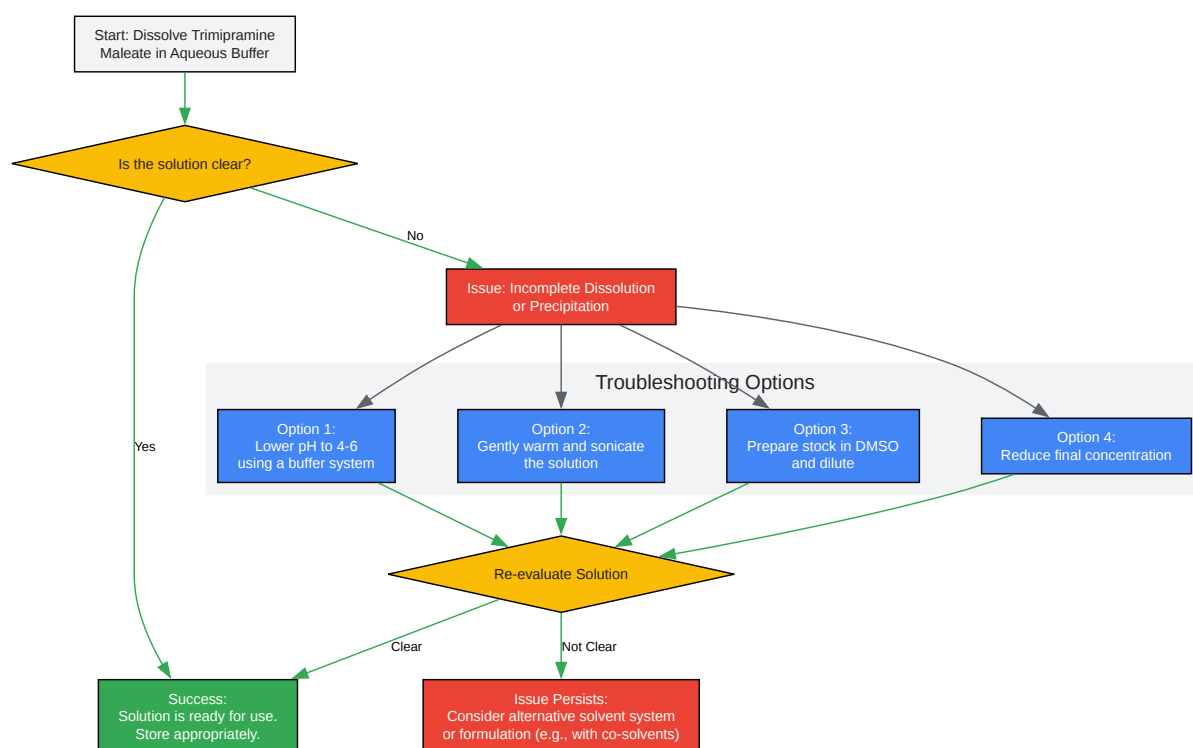 Start: Dissolve Trimipramine
Maleate in Aqueous Buffer
Is the solution clear?
No
Issue: Incomplete Dissolution
or Precipitation
Troubleshooting Options
Option 1:
Lower pH to 4-6
using a buffer system
Option 2:
Gently warm and sonicate
the solution
Option 3:
Prepare stock in DMSO
and dilute
Option 4:
Reduce final concentration
Yes
Re-evaluate Solution
Clear
Not Clear
Success:
Solution is ready for use.
Store appropriately.
Issue Persists:
Consider alternative solvent system
or formulation (e.g., with co-solvents)